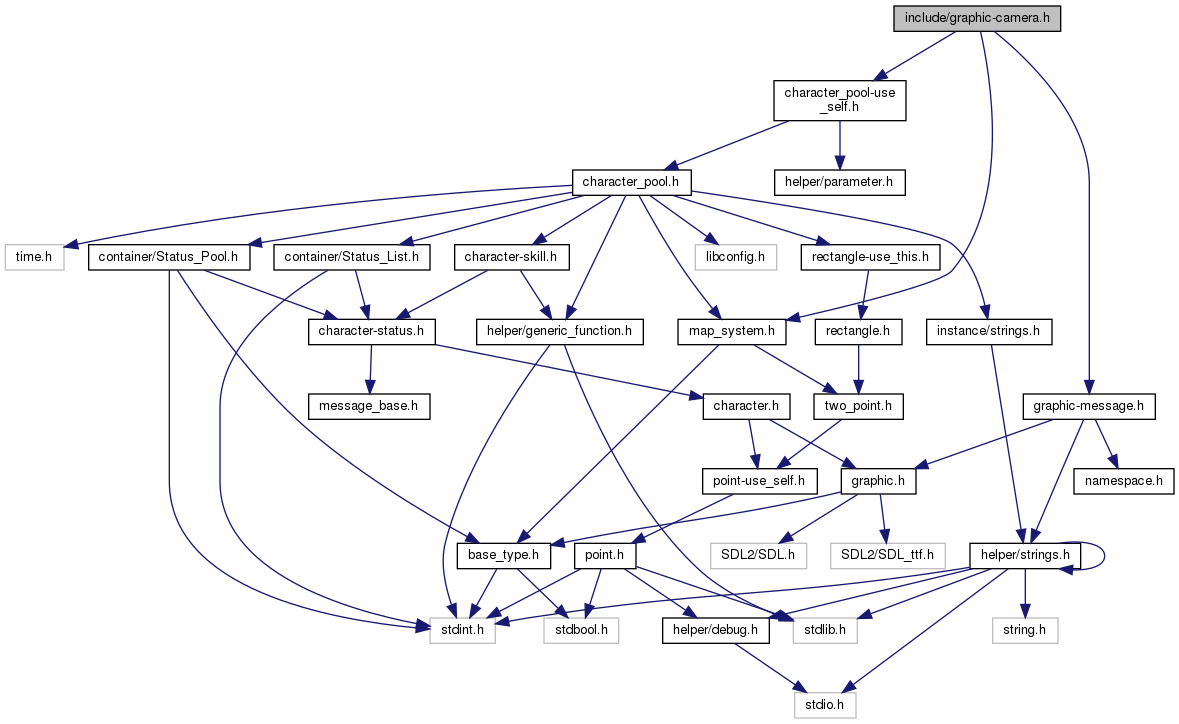 include/graphic-camera.h
character_pool-use
_self.h
character_pool.h
helper/parameter.h
time.h
container/Status_Pool.h
container/Status_List.h
character-skill.h
libconfig.h
rectangle-use_this.h
character-status.h
helper/generic_function.h
map_system.h
rectangle.h
instance/strings.h
message_base.h
character.h
two_point.h
graphic-message.h
point-use_self.h
graphic.h
namespace.h
base_type.h
point.h
SDL2/SDL.h
SDL2/SDL_ttf.h
helper/strings.h
stdint.h
stdbool.h
helper/debug.h
stdlib.h
string.h
stdio.h